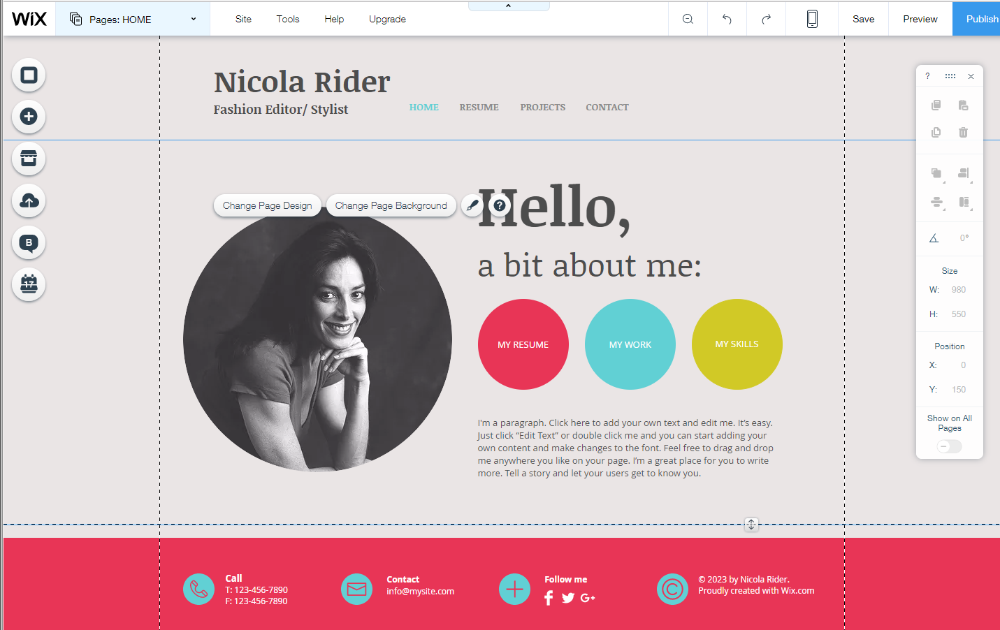 WiX
Pages: HOME
Site
Tools
Help
Upgrade
Save
Preview
Publish
Nicola Rider
Fashion Editor/ Stylist
HOME
RESUME
PROJECTS
CONTACT
?
Change Page Design
Change Page Background
?
Hello,
a bit about me:
B
17
MY RESUME
MY WORK
MY SKILLS
0°
Size
W: 980
H: 550
Position
X: 0
Y: 150
Show on All
Pages
I'm a paragraph. Click here to add your own text and edit me. It's easy.
Just click “Edit Text” or double click me and you can start adding your
own content and make changes to the font. Feel free to drag and drop
me anywhere you like on your page. I’m a great place for you to write
more. Tell a story and let your users get to know you.
Call
T: 123-456-7890
F: 123-456-7890
Contact
info@mysite.com
Follow me
f
G+
©
© 2023 by Nicola Rider.
Proudly created with Wix.com